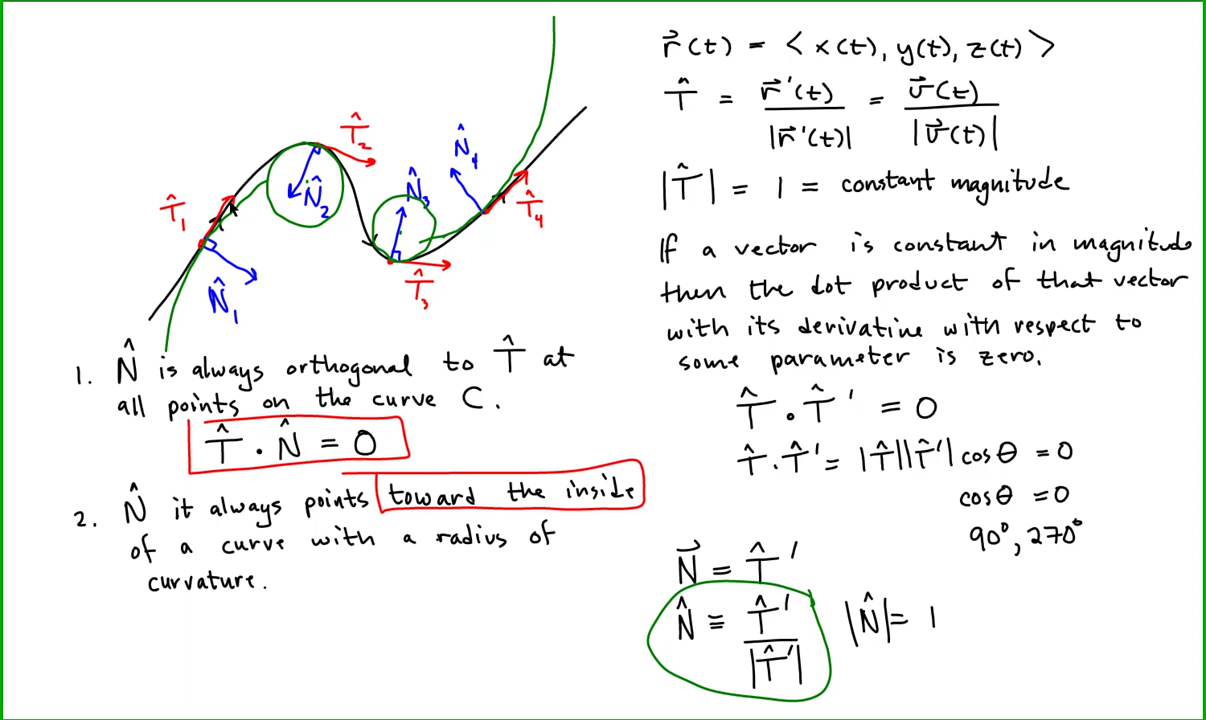 T̂₁
N̂₁
T̂₂
N̂₂
N̂₃
T̂₃
N̂₄
T̂₄
1. N̂ is always orthogonal to T̂ at
all points on the curve C.
T̂ · N̂ = 0
2. N̂ it always points toward the inside
of a curve with a radius of
curvature.
r⃗(t) = < x(t), y(t), z(t) >
T̂ = r⃗'(t) / |r⃗'(t)| = v⃗(t) / |v⃗(t)|
|T̂| = 1 = constant magnitude
If a vector is constant in magnitude
then the dot product of that vector
with its derivative with respect to
some parameter is zero.
T̂ · T̂' = 0
T̂ · T̂' = |T̂||T̂'| cos θ = 0
cos θ = 0
90°, 270°
N⃗ = T̂'
N̂ ≡ T̂' / |T̂'| |N̂| = 1